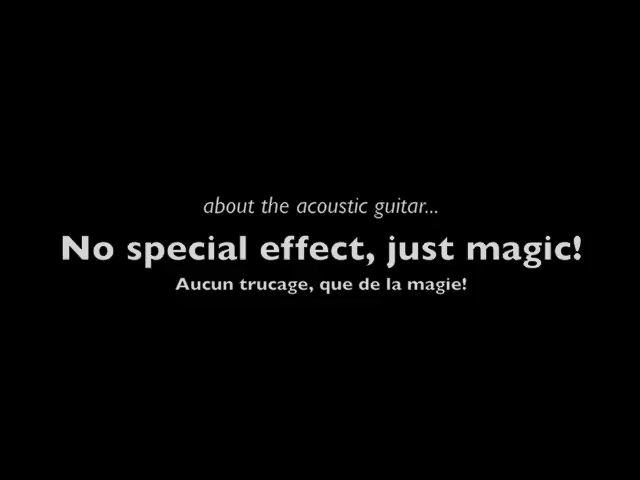 about the acoustic guitar...
No special effect, just magic!
Aucun trucage, que de la magie!